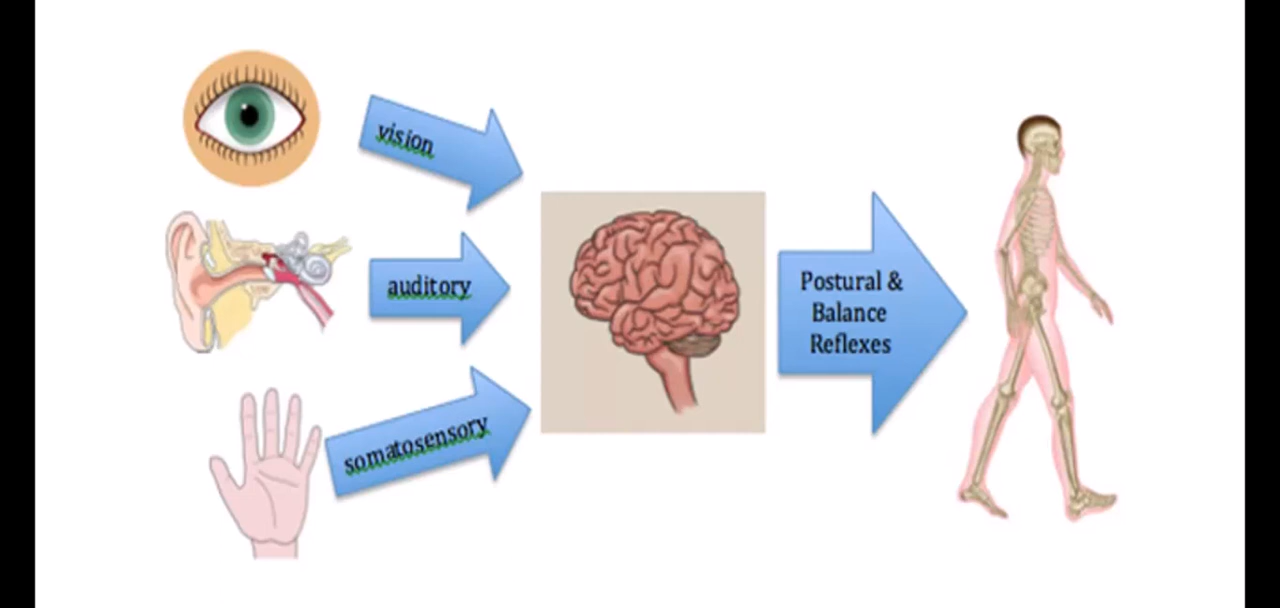 vision
auditory
somatosensory
Postural &
Balance
Reflexes